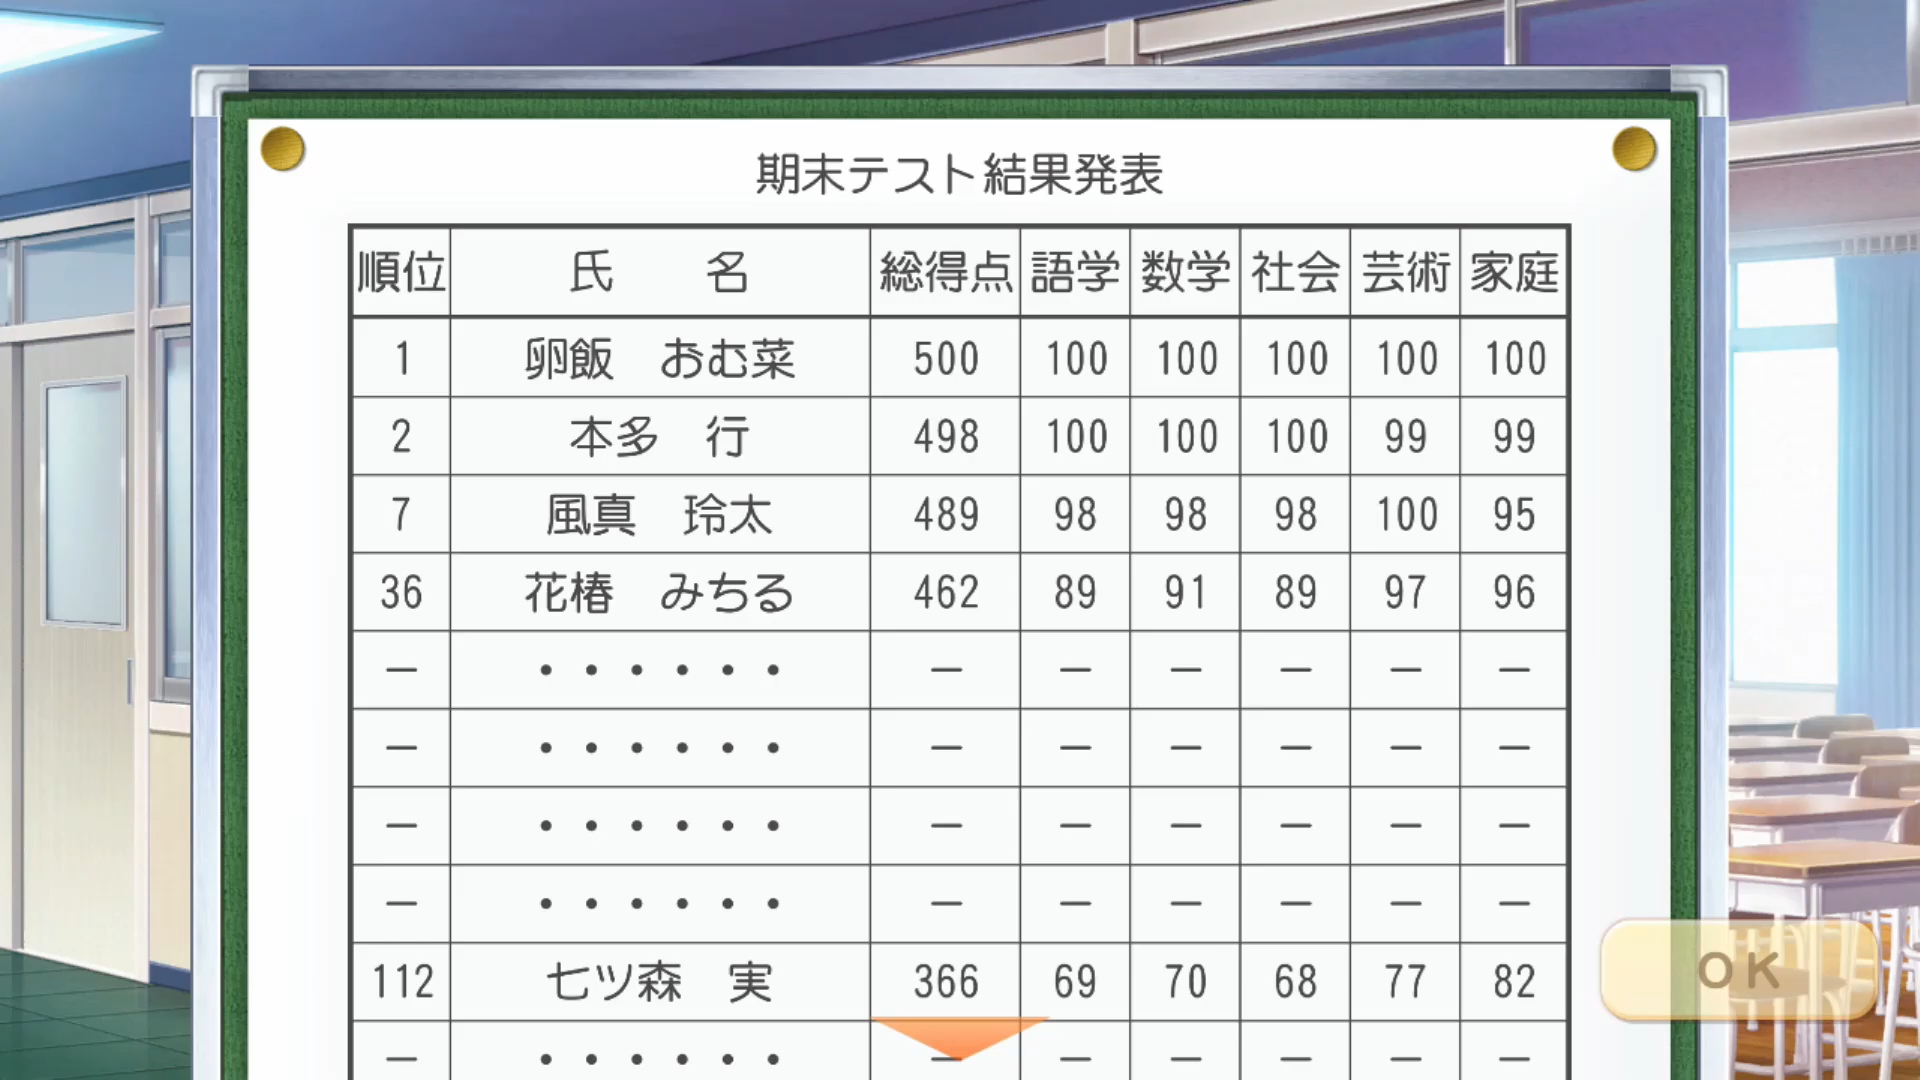 期末テスト結果発表
順位 氏 名 総得点 語学 数学 社会 芸術 家庭
1 卵飯 おむ菜 500 100 100 100 100 100
2 本多 行 498 100 100 100 99 99
7 風真 玲太 489 98 98 98 100 95
36 花椿 みちる 462 89 91 89 97 96
— ・・・・・・ — — — — — —
— ・・・・・・ — — — — — —
— ・・・・・・ — — — — — —
— ・・・・・・ — — — — — —
112 七ツ森 実 366 69 70 68 77 82
— ・・・・・・ — — — — — —
OK